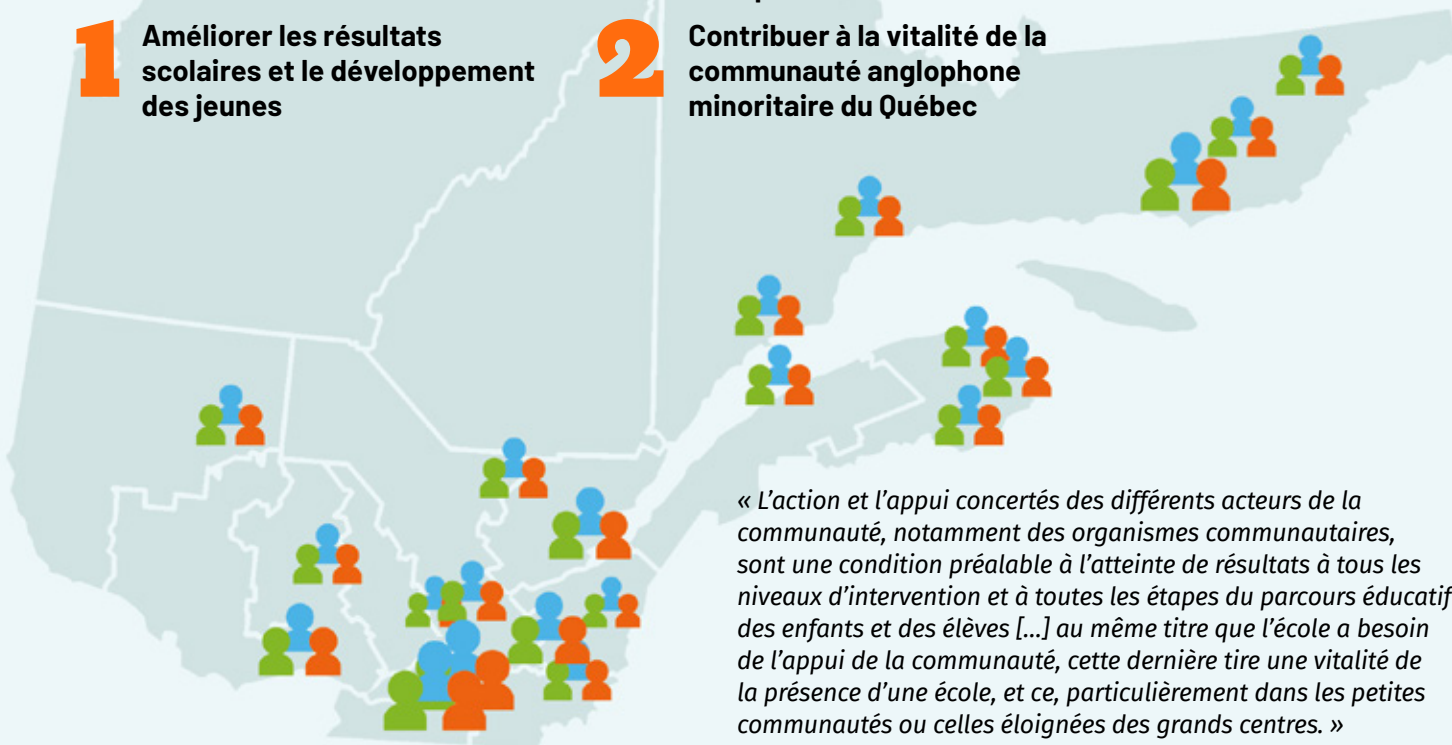 1
Améliorer les résultats
scolaires et le développement
des jeunes
2
Contribuer à la vitalité de la
communauté anglophone
minoritaire du Québec
« L’action et l’appui concertés des différents acteurs de la
communauté, notamment des organismes communautaires,
sont une condition préalable à l’atteinte de résultats à tous les
niveaux d’intervention et à toutes les étapes du parcours éducatif
des enfants et des élèves [...] au même titre que l’école a besoin
de l’appui de la communauté, cette dernière tire une vitalité de
la présence d’une école, et ce, particulièrement dans les petites
communautés ou celles éloignées des grands centres. »